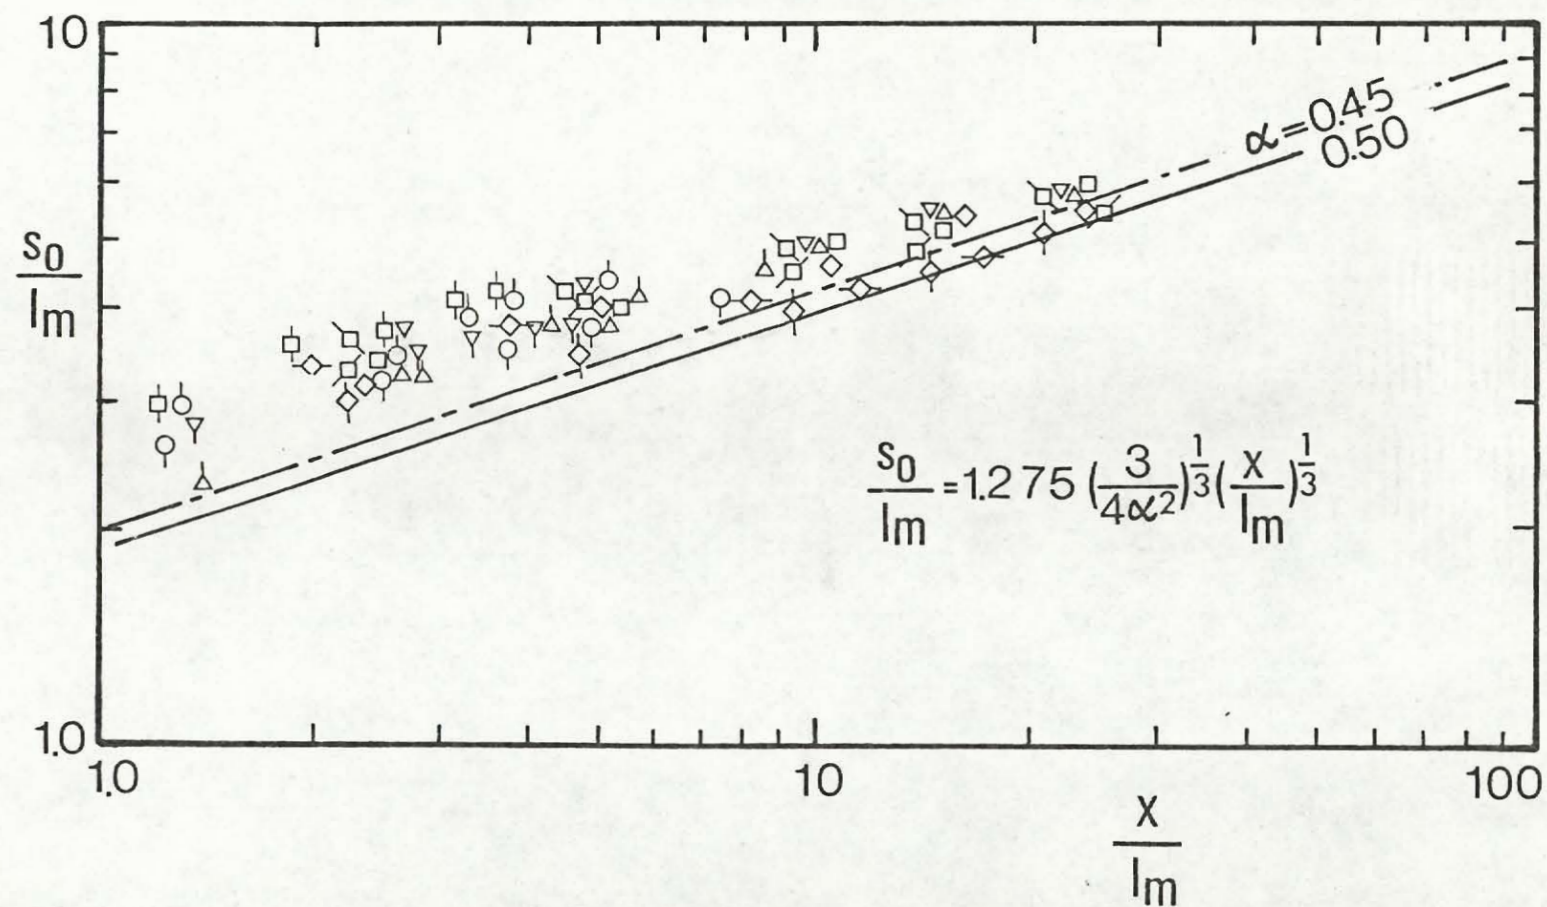 10
s₀
lm
1.0
1.0
10
100
x
lm
α=0.45
0.50
s₀/lm = 1.275 (3/4α²)^1/3 (x/lm)^1/3